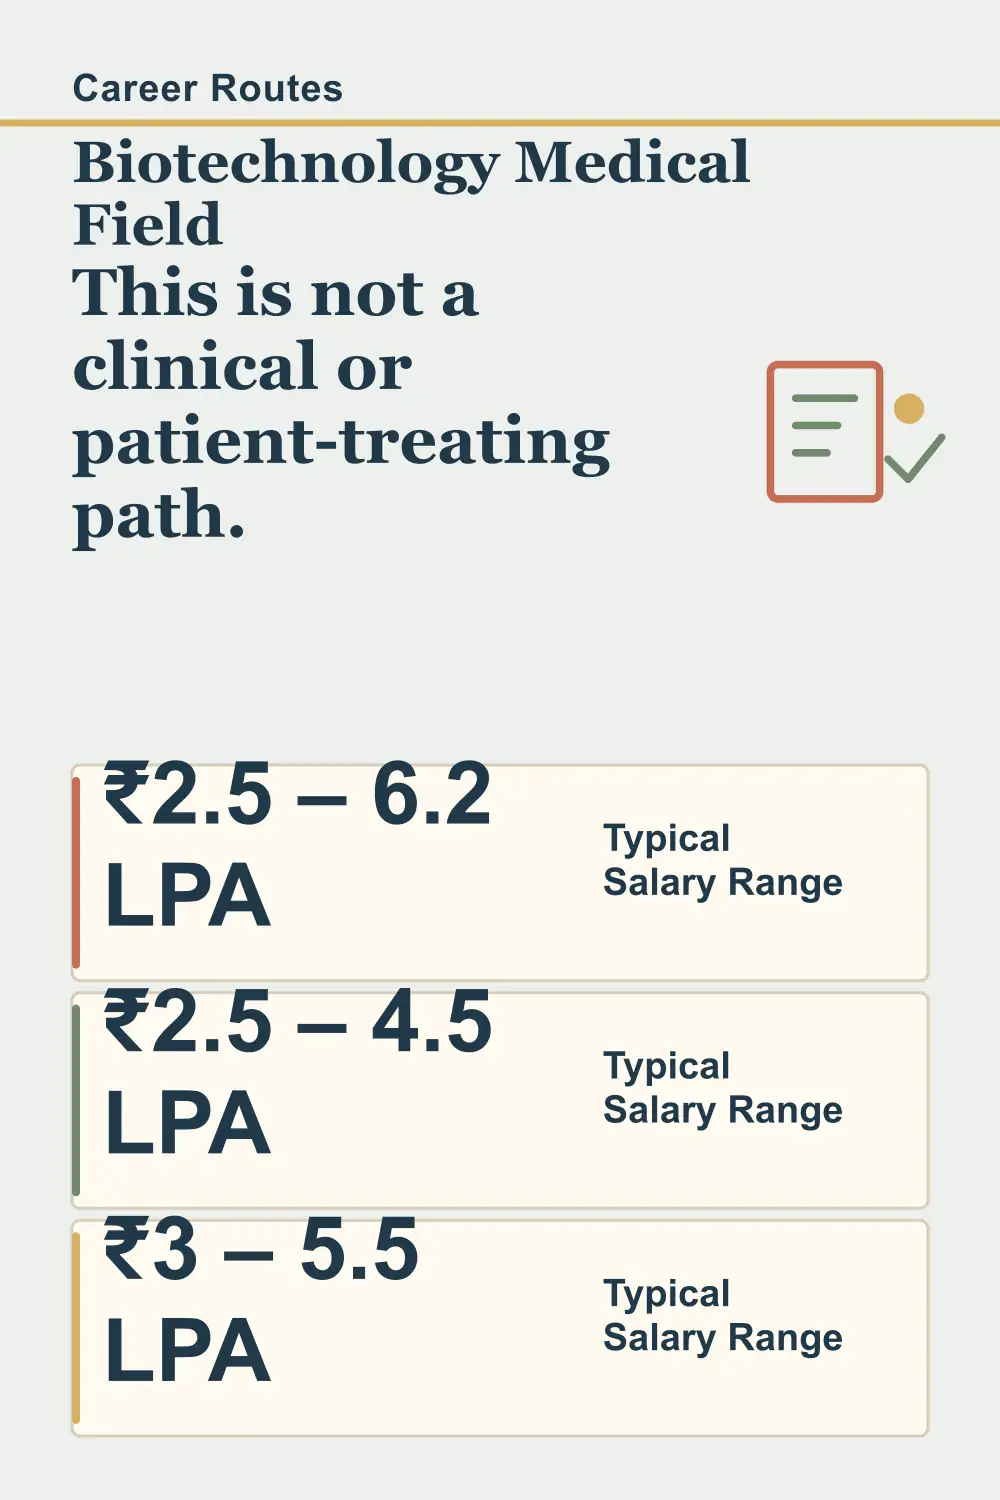 Career Routes
Biotechnology Medical
Field
This is not a
clinical or
patient-treating
path.
₹2.5 – 6.2
LPA
Typical
Salary Range
₹2.5 – 4.5
LPA
Typical
Salary Range
₹3 – 5.5
LPA
Typical
Salary Range